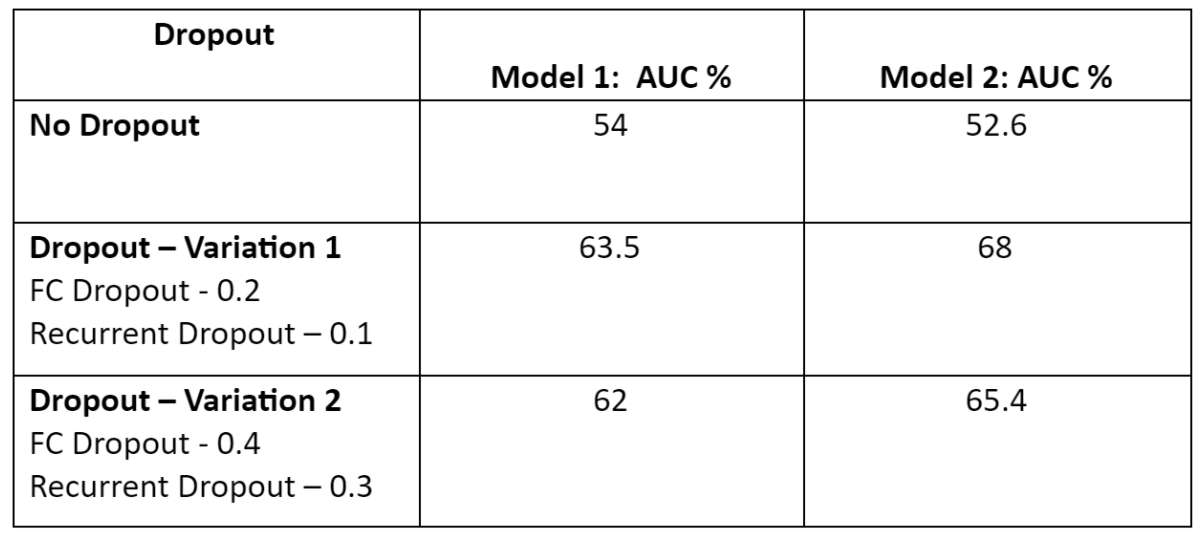 Dropout
Model 1:  AUC %
Model 2: AUC %
No Dropout
54
52.6
Dropout – Variation 1
FC Dropout - 0.2
Recurrent Dropout – 0.1
63.5
68
Dropout – Variation 2
FC Dropout - 0.4
Recurrent Dropout – 0.3
62
65.4